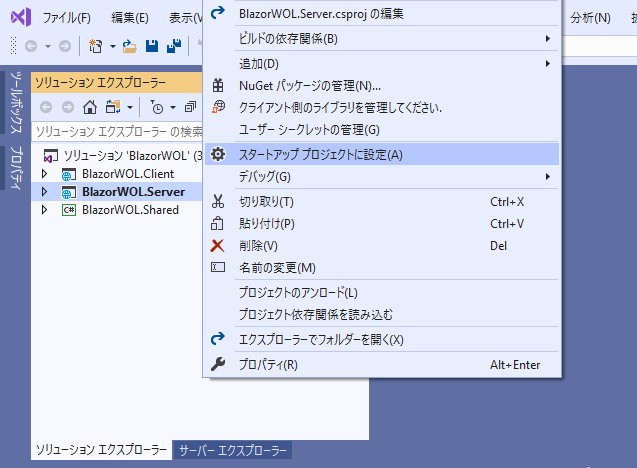 ファイル(F) 編集(E) 表示(V 分析(N)
ツールボックス
プロパティ
ソリューション エクスプローラー
ソリューション エクスプローラー の検索
ソリューション 'BlazorWOL' (3
BlazorWOL.Client
BlazorWOL.Server
BlazorWOL.Shared
ソリューション エクスプローラー サーバー エクスプローラー
BlazorWOL.Server.csproj の編集
ビルドの依存関係(B)
追加(D)
NuGet パッケージの管理(N)...
クライアント側のライブラリを管理してください.
ユーザー シークレットの管理(G)
スタートアップ プロジェクトに設定(A)
デバッグ(G)
切り取り(T) Ctrl+X
貼り付け(P) Ctrl+V
削除(V) Del
名前の変更(M)
プロジェクトのアンロード(L)
プロジェクト依存関係を読み込む
エクスプローラーでフォルダーを開く(X)
プロパティ(R) Alt+Enter